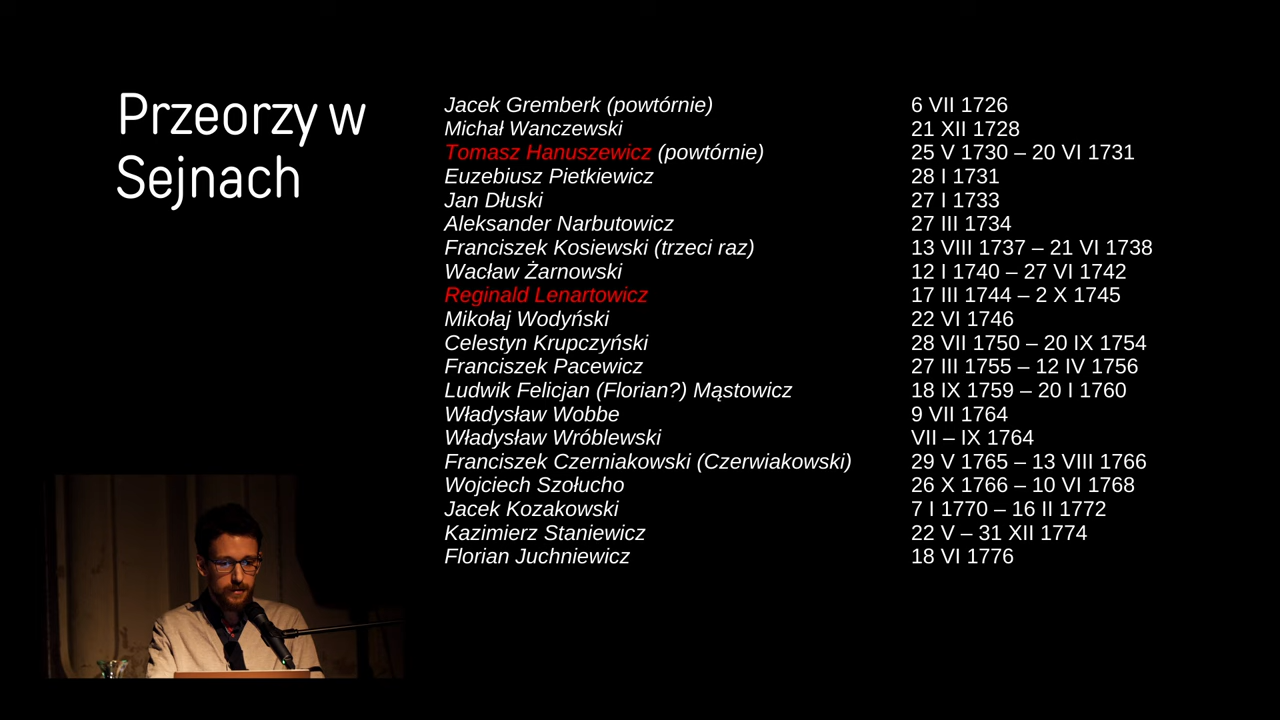 Przeorzy w
Sejnach
Jacek Gremberk (powtórnie) 6 VII 1726
Michał Wanczewski 21 XII 1728
Tomasz Hanuszewicz (powtórnie) 25 V 1730 – 20 VI 1731
Euzebiusz Pietkiewicz 28 I 1731
Jan Dłuski 27 I 1733
Aleksander Narbutowicz 27 III 1734
Franciszek Kosiewski (trzeci raz) 13 VIII 1737 – 21 VI 1738
Wacław Żarnowski 12 I 1740 – 27 VI 1742
Reginald Lenartowicz 17 III 1744 – 2 X 1745
Mikołaj Wodyński 22 VI 1746
Celestyn Krupczyński 28 VII 1750 – 20 IX 1754
Franciszek Pacewicz 27 III 1755 – 12 IV 1756
Ludwik Felicjan (Florian?) Mąstowicz 18 IX 1759 – 20 I 1760
Władysław Wobbe 9 VII 1764
Władysław Wróblewski VII – IX 1764
Franciszek Czerniakowski (Czerwiakowski) 29 V 1765 – 13 VIII 1766
Wojciech Szołucho 26 X 1766 – 10 VI 1768
Jacek Kozakowski 7 I 1770 – 16 II 1772
Kazimierz Staniewicz 22 V – 31 XII 1774
Florian Juchniewicz 18 VI 1776